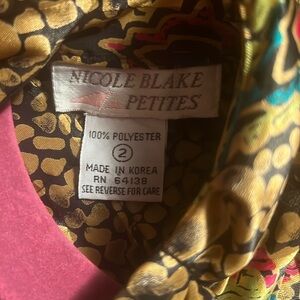 NICOLE BLAKE
PETITES
100% POLYESTER
2
MADE IN KOREA
RN 64138
SEE REVERSE FOR CARE